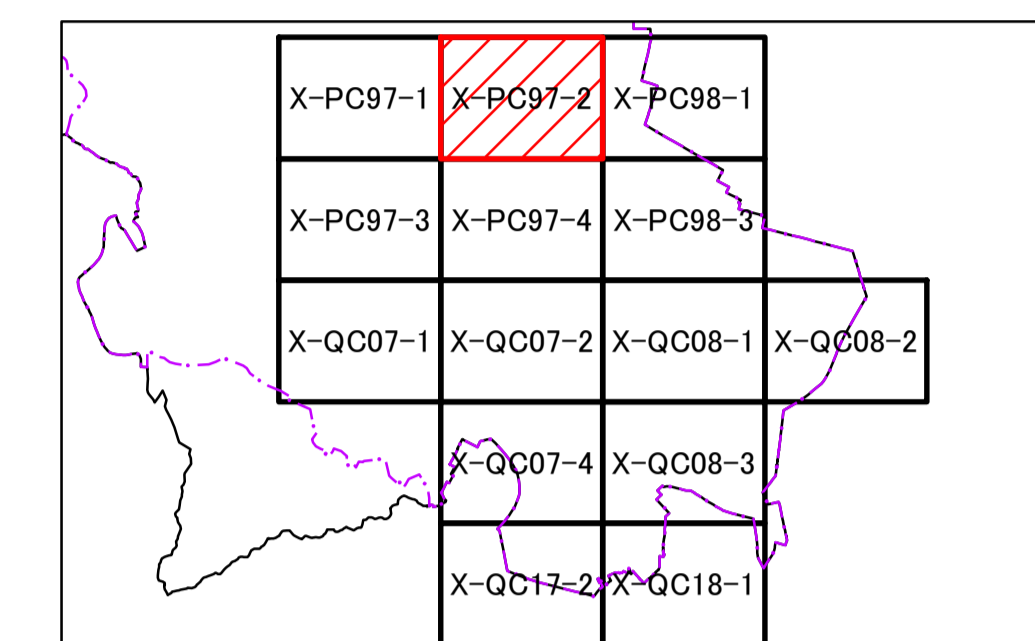 X-PC97-1 X-PC97-2 X-PC98-1
X-PC97-3 X-PC97-4 X-PC98-3
X-QC07-1 X-QC07-2 X-QC08-1 X-QC08-2
X-QC07-4 X-QC08-3
X-QC17-2 X-QC18-1